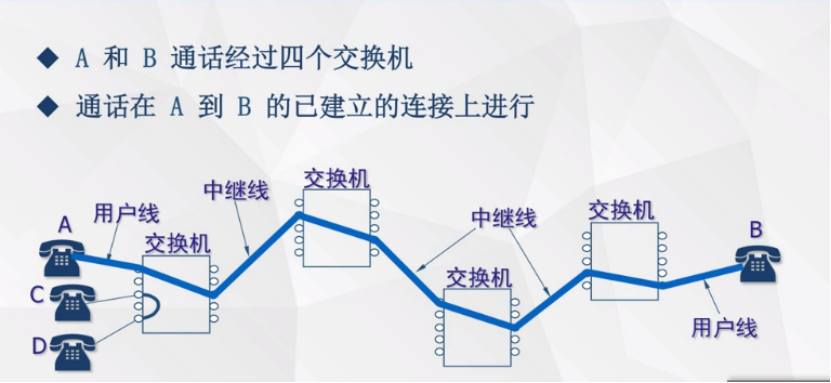 ◆ A 和 B 通话经过四个交换机
◆ 通话在 A 到 B 的已建立的连接上进行
交换机
中继线
A
用户线
交换机
中继线
交换机
B
C
交换机
D
用户线